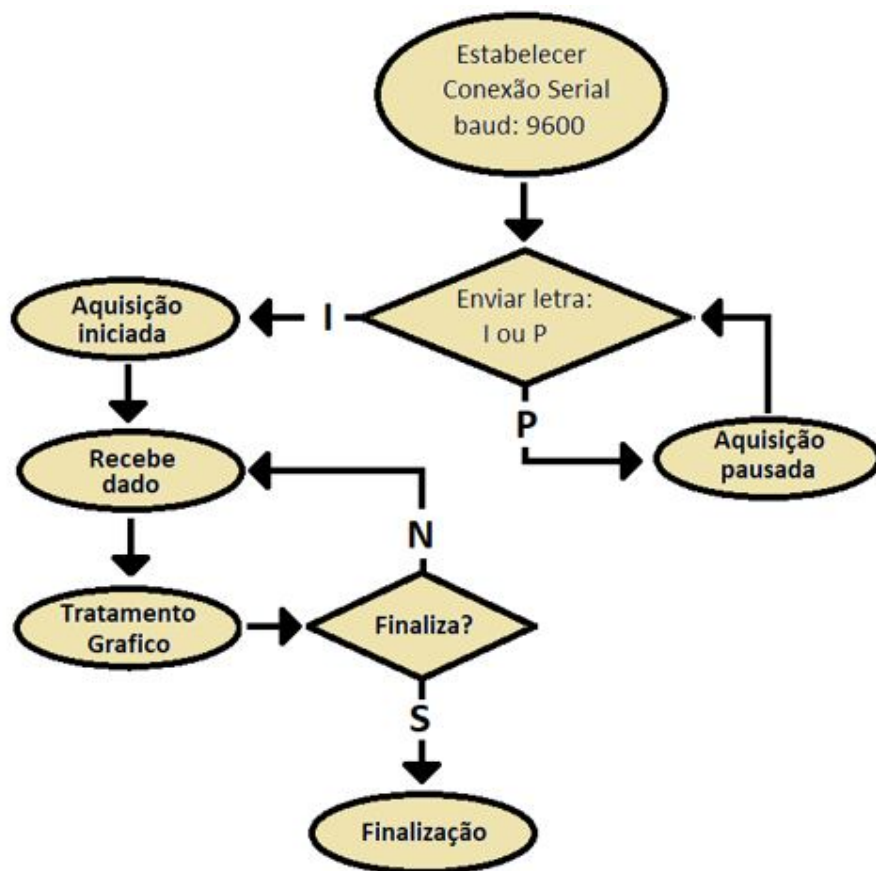 Estabelecer
Conexão Serial
baud: 9600
Enviar letra:
I ou P
I
Aquisição
iniciada
P
Aquisição
pausada
Recebe
dado
N
Tratamento
Grafico
Finaliza?
S
Finalização